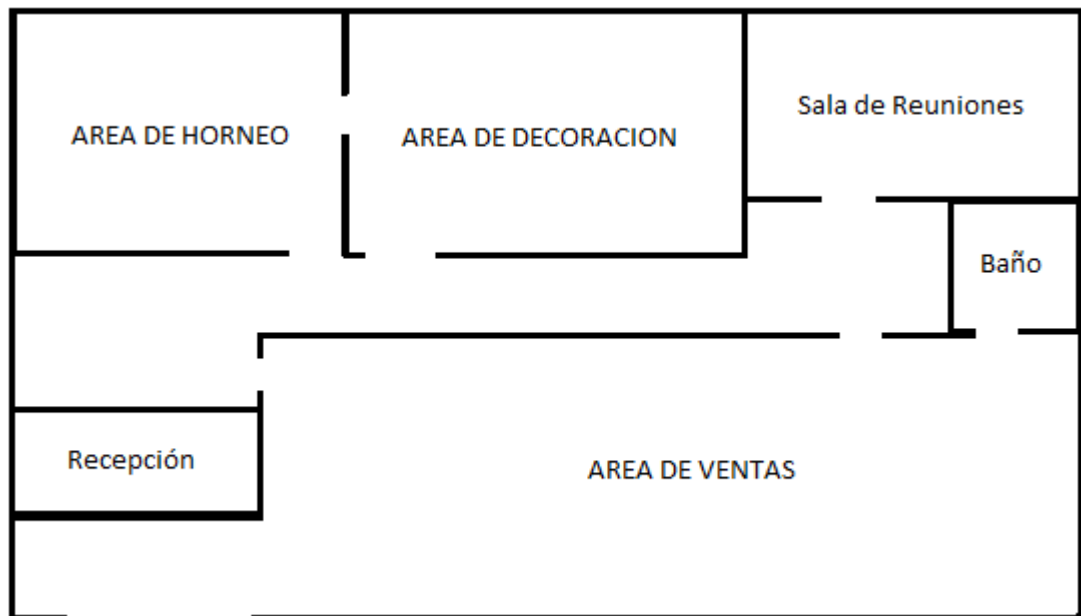 AREA DE HORNEO
AREA DE DECORACION
Sala de Reuniones
Baño
Recepción
AREA DE VENTAS